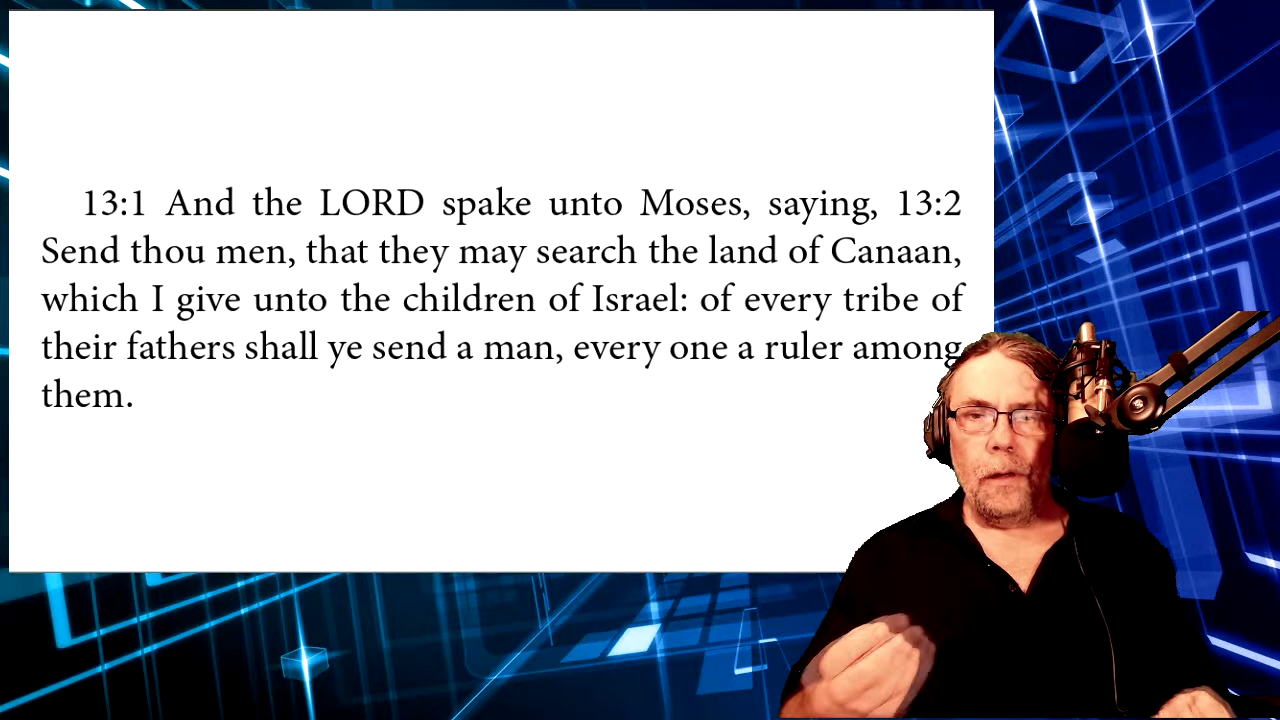 13:1 And the LORD spake unto Moses, saying, 13:2
Send thou men, that they may search the land of Canaan,
which I give unto the children of Israel: of every tribe of
their fathers shall ye send a man, every one a ruler among
them.